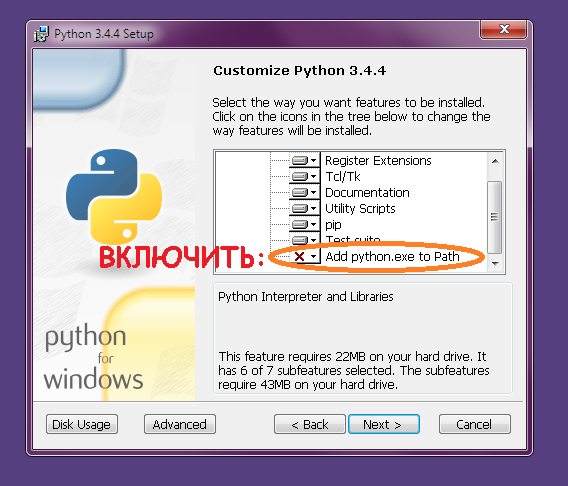 Python 3.4.4 Setup
Customize Python 3.4.4
Select the way you want features to be installed.
Click on the icons in the tree below to change the
way features will be installed.
Register Extensions
Tcl/Tk
Documentation
Utility Scripts
pip
Test suite
ВКЛЮЧИТЬ:
Add python.exe to Path
Python Interpreter and Libraries
This feature requires 22MB on your hard drive. It
has 6 of 7 subfeatures selected. The subfeatures
require 43MB on your hard drive.
python
for
windows
Disk Usage
Advanced
< Back
Next >
Cancel